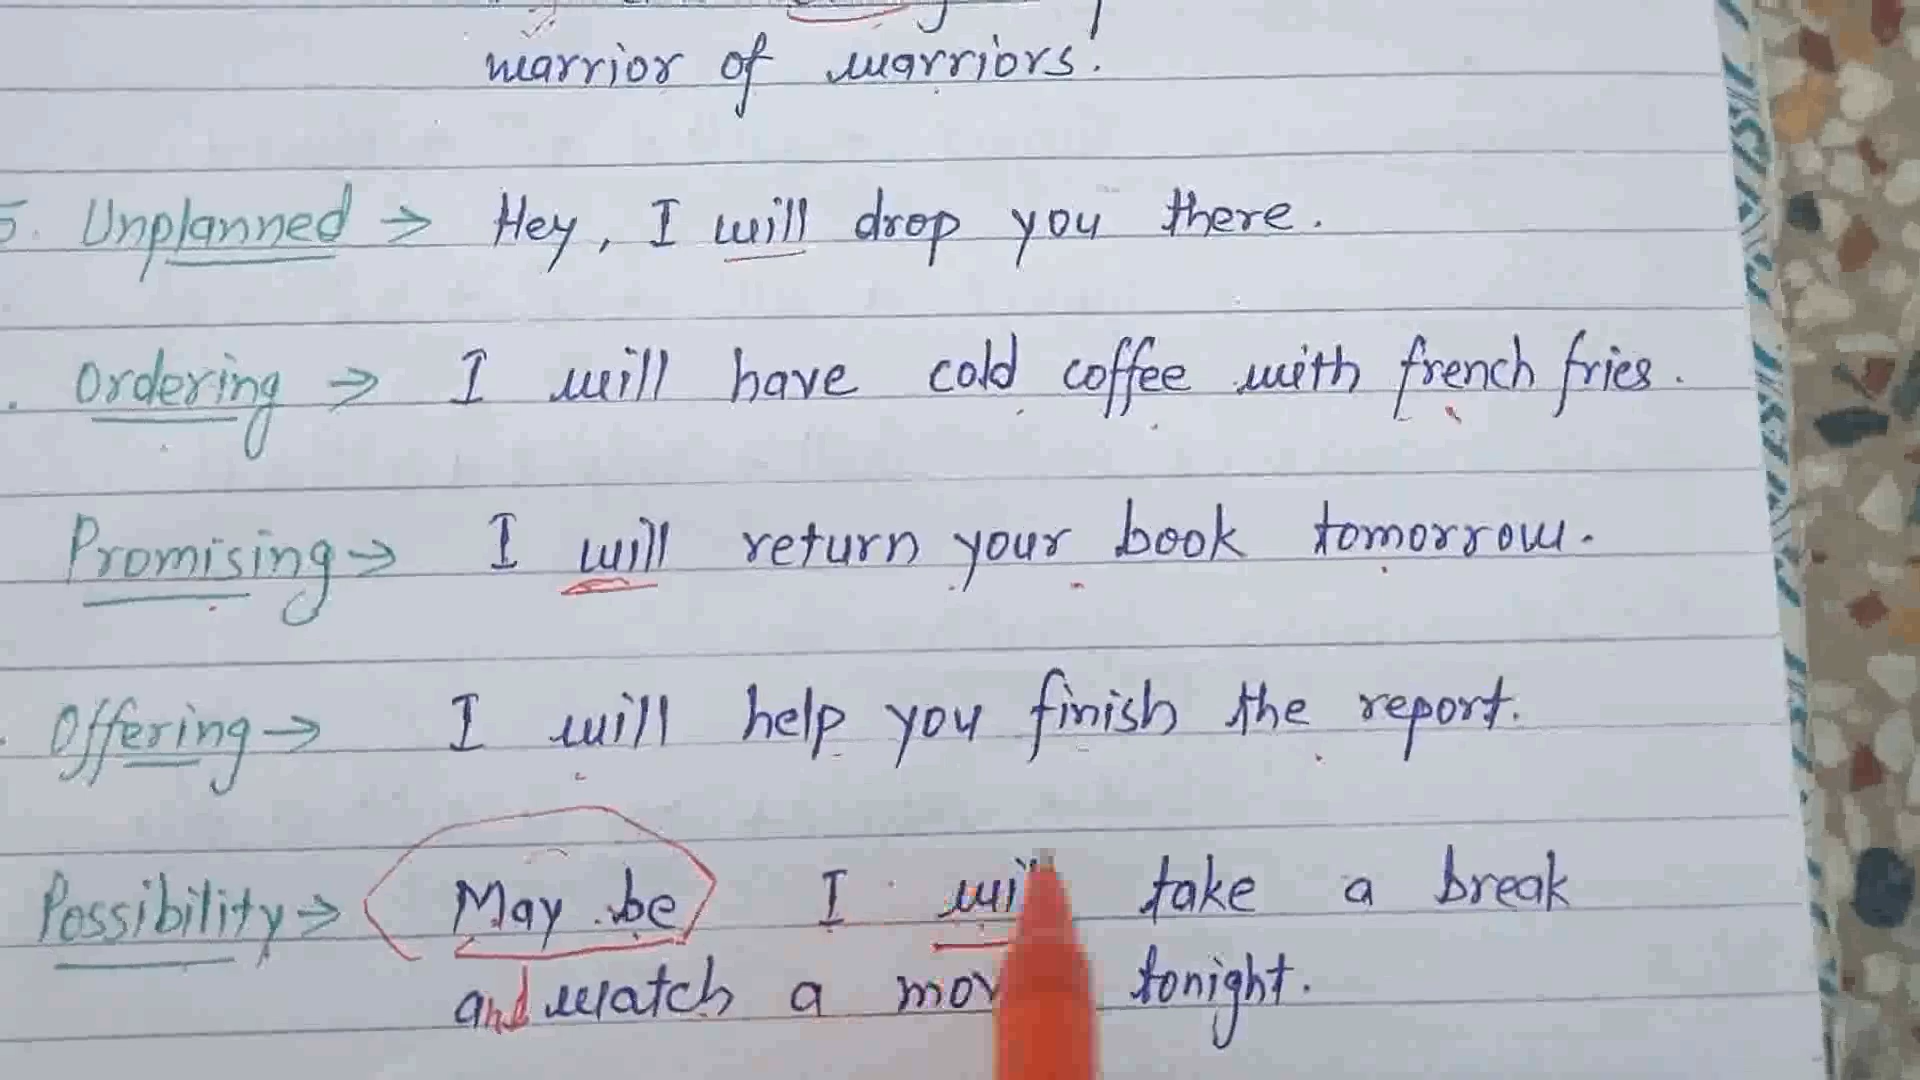 warrior of warriors!
5. Unplanned → Hey, I will drop you there.
. Ordering → I will have cold coffee with french fries.
Promising → I will return your book tomorrow.
. Offering → I will help you finish the report.
Possibility → May be I will take a break
and watch a tonight.